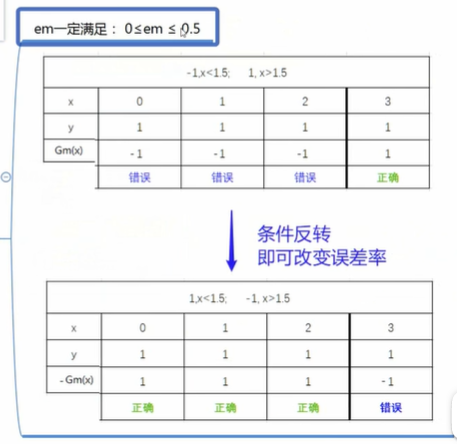 em一定满足： 0≤em ≤ 0.5
-1,x<1.5;     1, x>1.5
x 0 1 2 3
y 1 1 1 1
Gm(x) -1 -1 -1 1
错误 错误 错误 正确
条件反转
即可改变误差率
1,x<1.5;     -1, x>1.5
x 0 1 2 3
y 1 1 1 1
- Gm(x) 1 1 1 -1
正确 正确 正确 错误